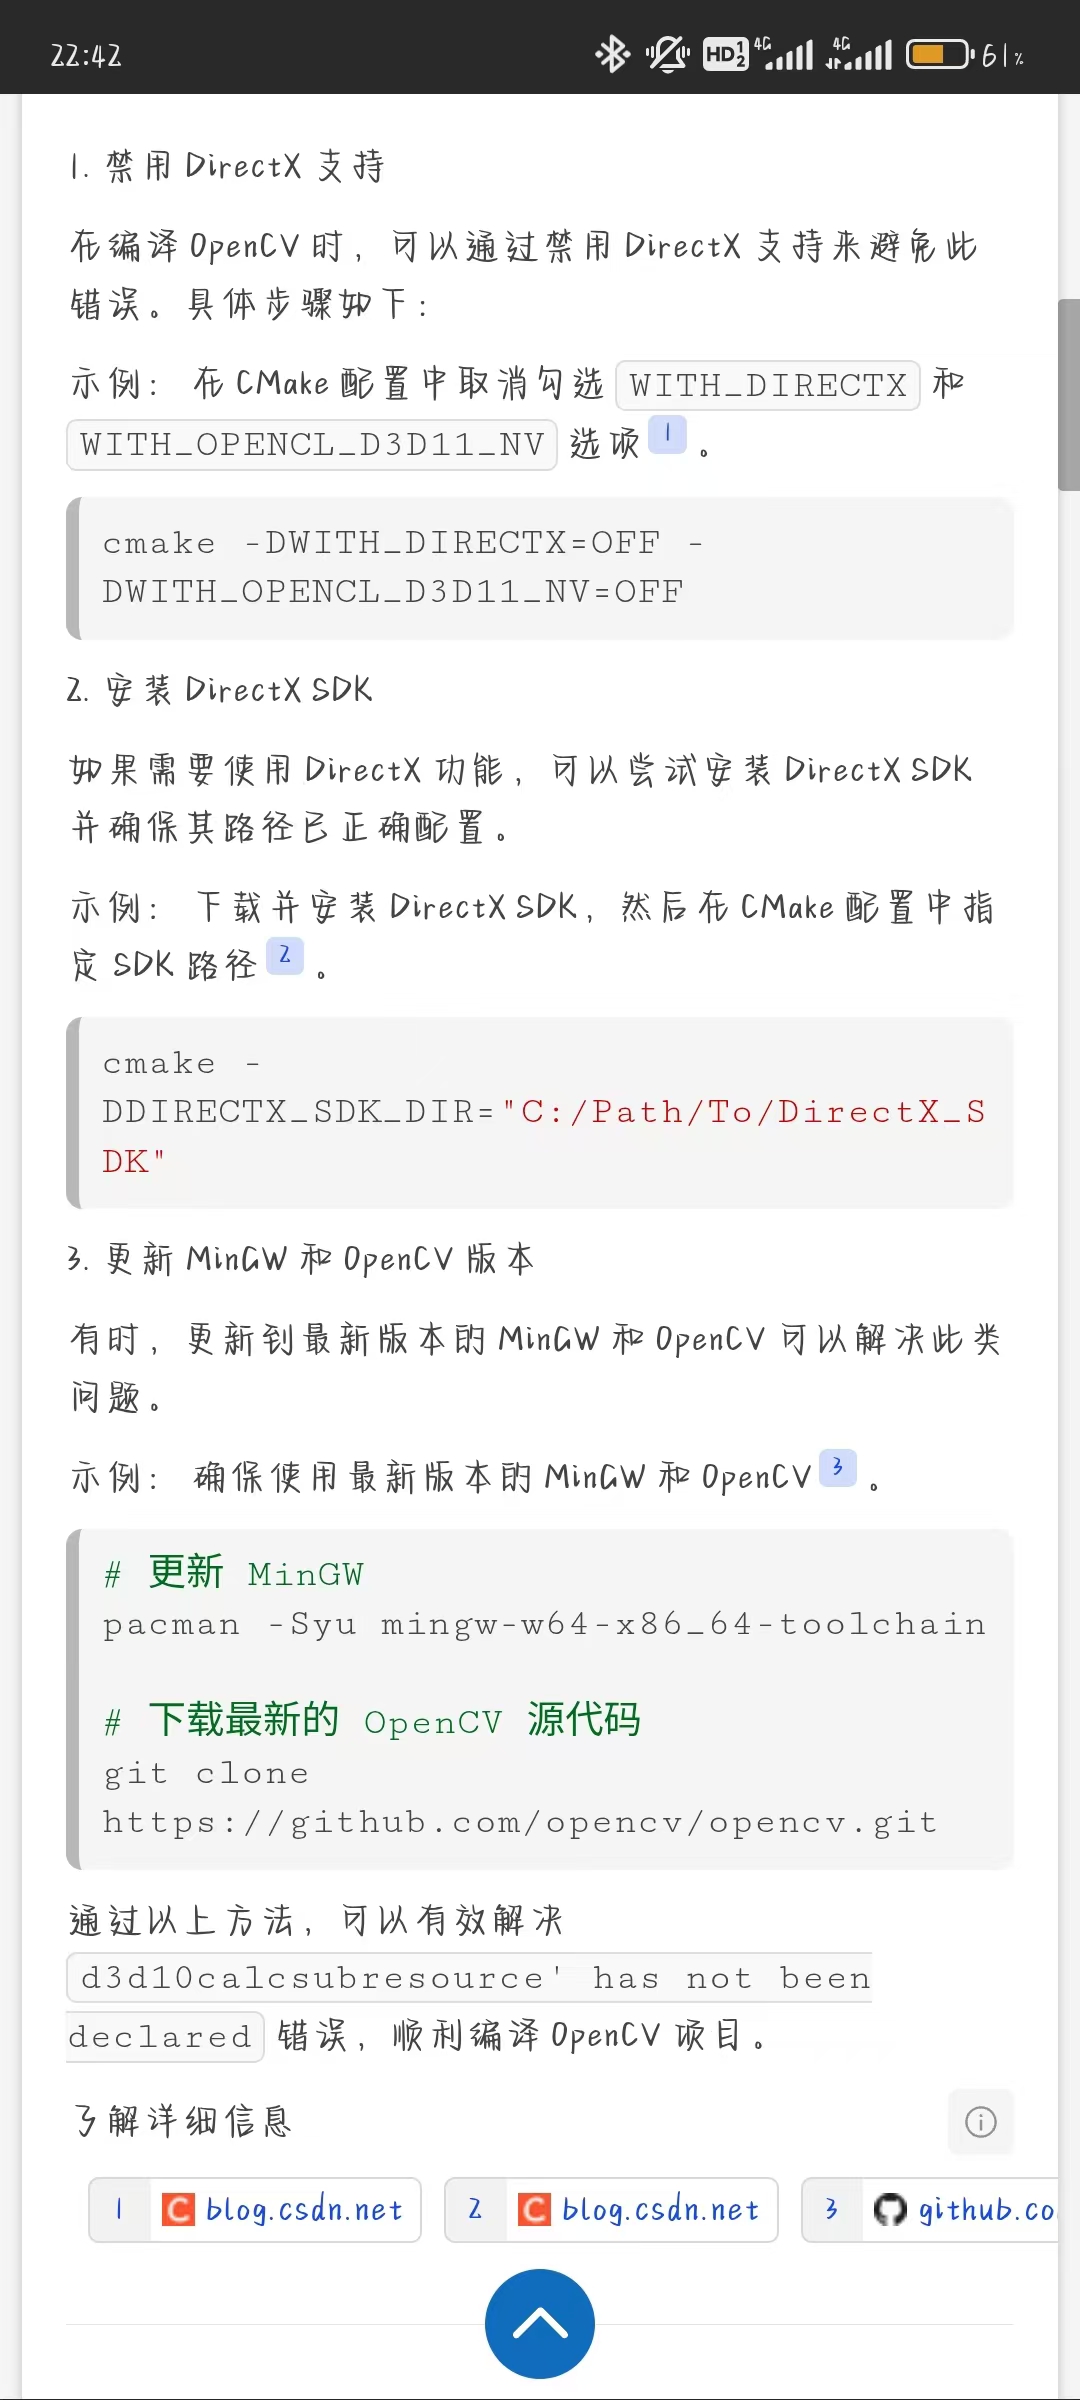 22:42
HD 1 2 4G 4G 61%
1. 禁用 DirectX 支持
在编译 OpenCV 时，可以通过禁用 DirectX 支持来避免此
错误。具体步骤如下：
示例： 在 CMake 配置中取消勾选 WITH_DIRECTX 和
WITH_OPENCL_D3D11_NV 选项 1 。
cmake -DWITH_DIRECTX=OFF -
DWITH_OPENCL_D3D11_NV=OFF
2. 安装 DirectX SDK
如果需要使用 DirectX 功能，可以尝试安装 DirectX SDK
并确保其路径已正确配置。
示例： 下载并安装 DirectX SDK，然后在 CMake 配置中指
定 SDK 路径 2 。
cmake -
DDIRECTX_SDK_DIR="C:/Path/To/DirectX_S
DK"
3. 更新 MinGW 和 OpenCV 版本
有时，更新到最新版本的 MinGW 和 OpenCV 可以解决此类
问题。
示例： 确保使用最新版本的 MinGW 和 OpenCV 3 。
# 更新 MinGW
pacman -Syu mingw-w64-x86_64-toolchain
# 下载最新的 OpenCV 源代码
git clone
https://github.com/opencv/opencv.git
通过以上方法，可以有效解决
d3d10calcsubresource' has not been
declared 错误，顺利编译 OpenCV 项目。
了解详细信息
1 blog.csdn.net 2 blog.csdn.net 3 github.co